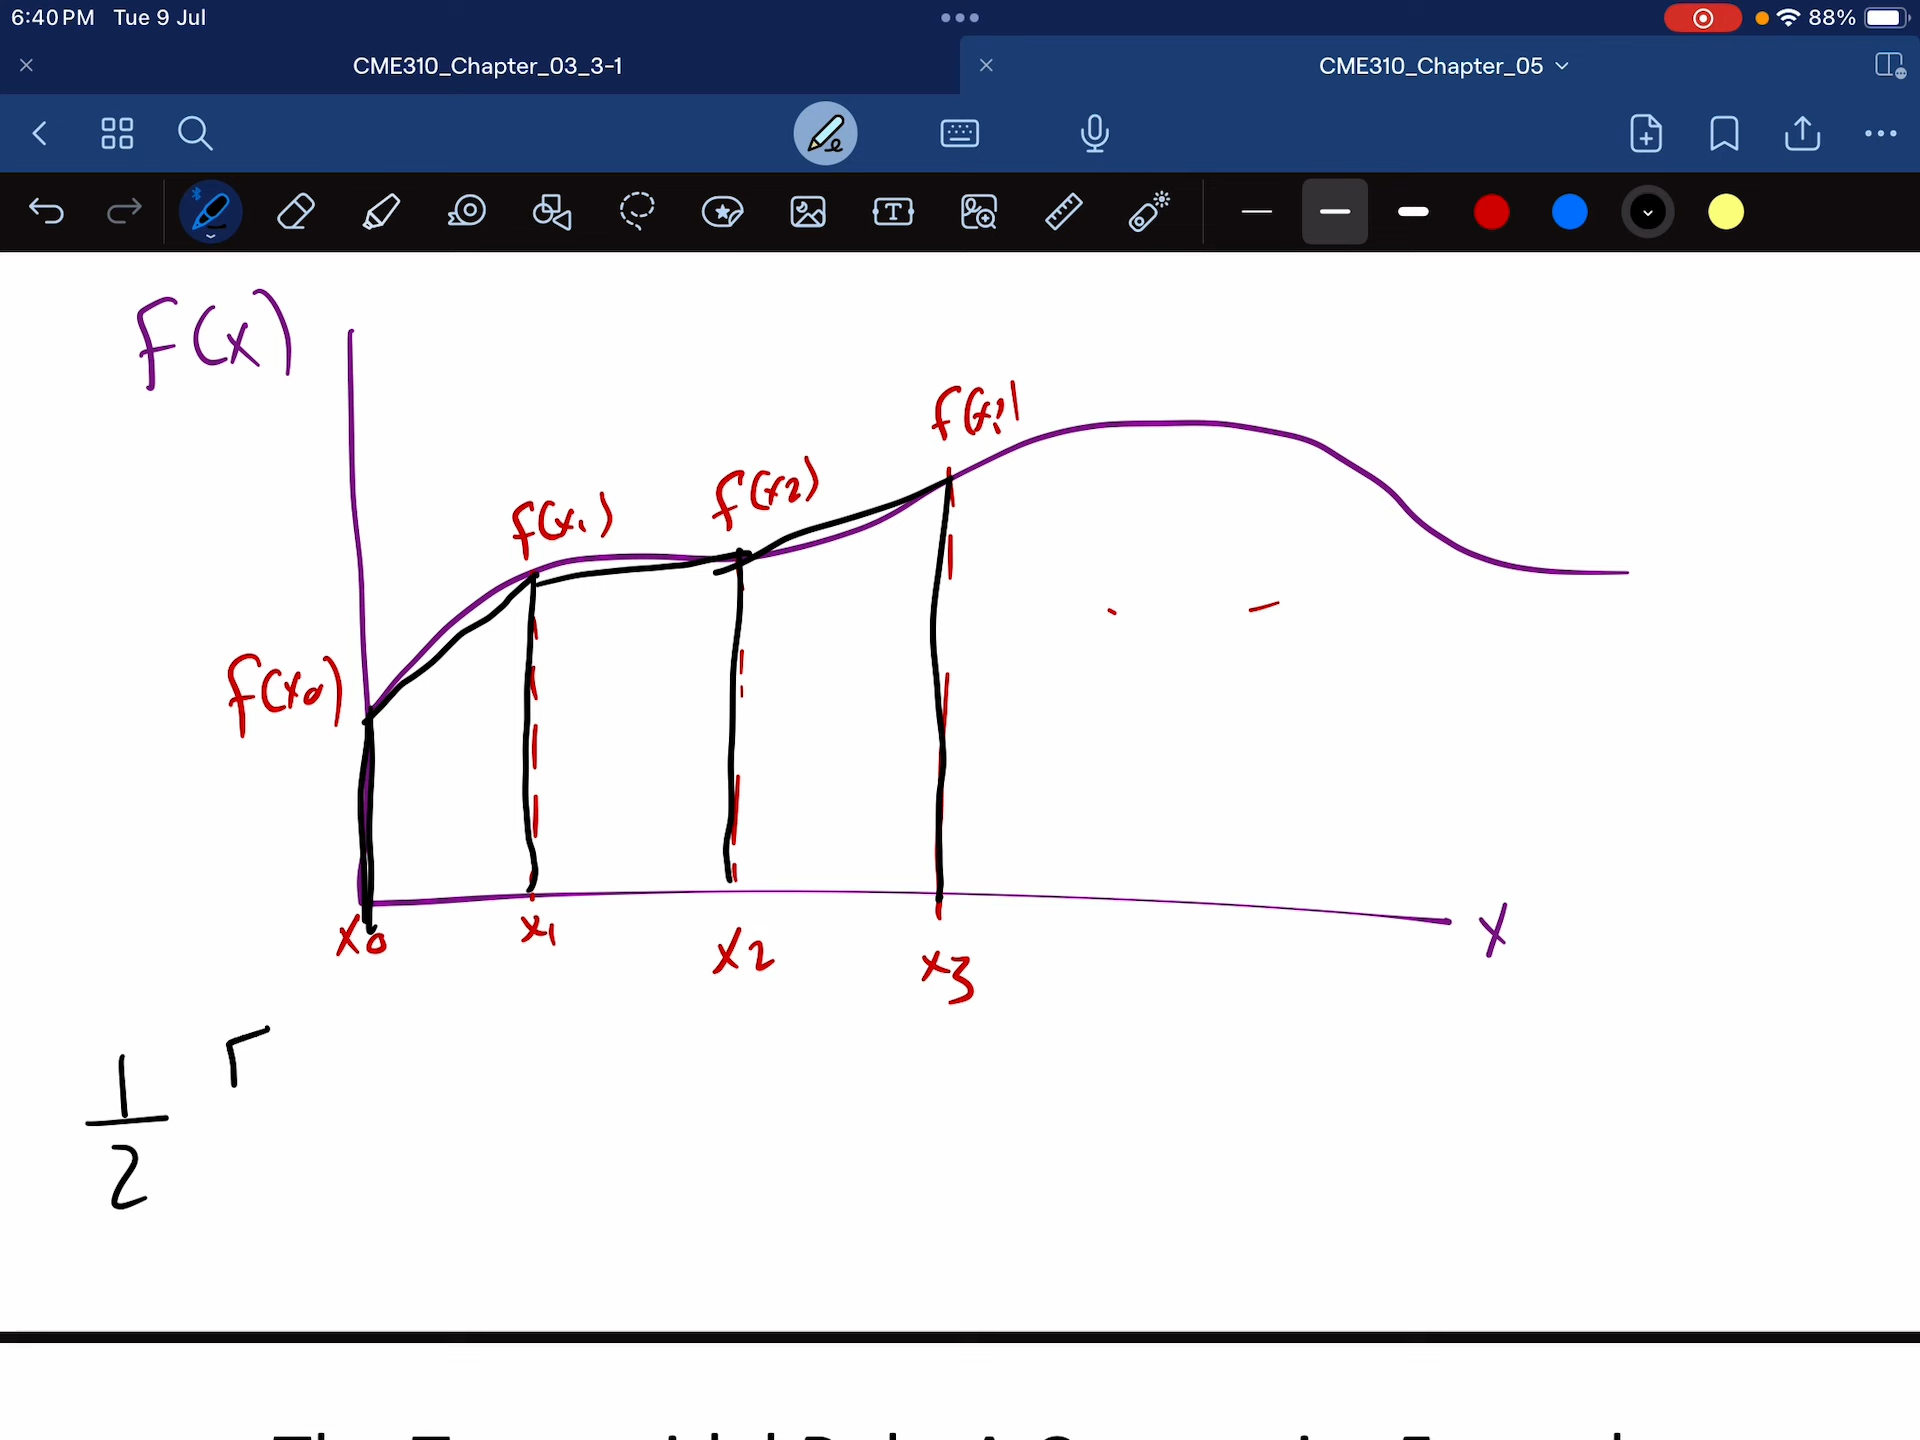 6:40 PM Tue 9 Jul
88%
CME310_Chapter_03_3-1
CME310_Chapter_05
f(x)
f(x1)
f(x2)
f(x0)
x0
x1
x2
x3
x
1
2